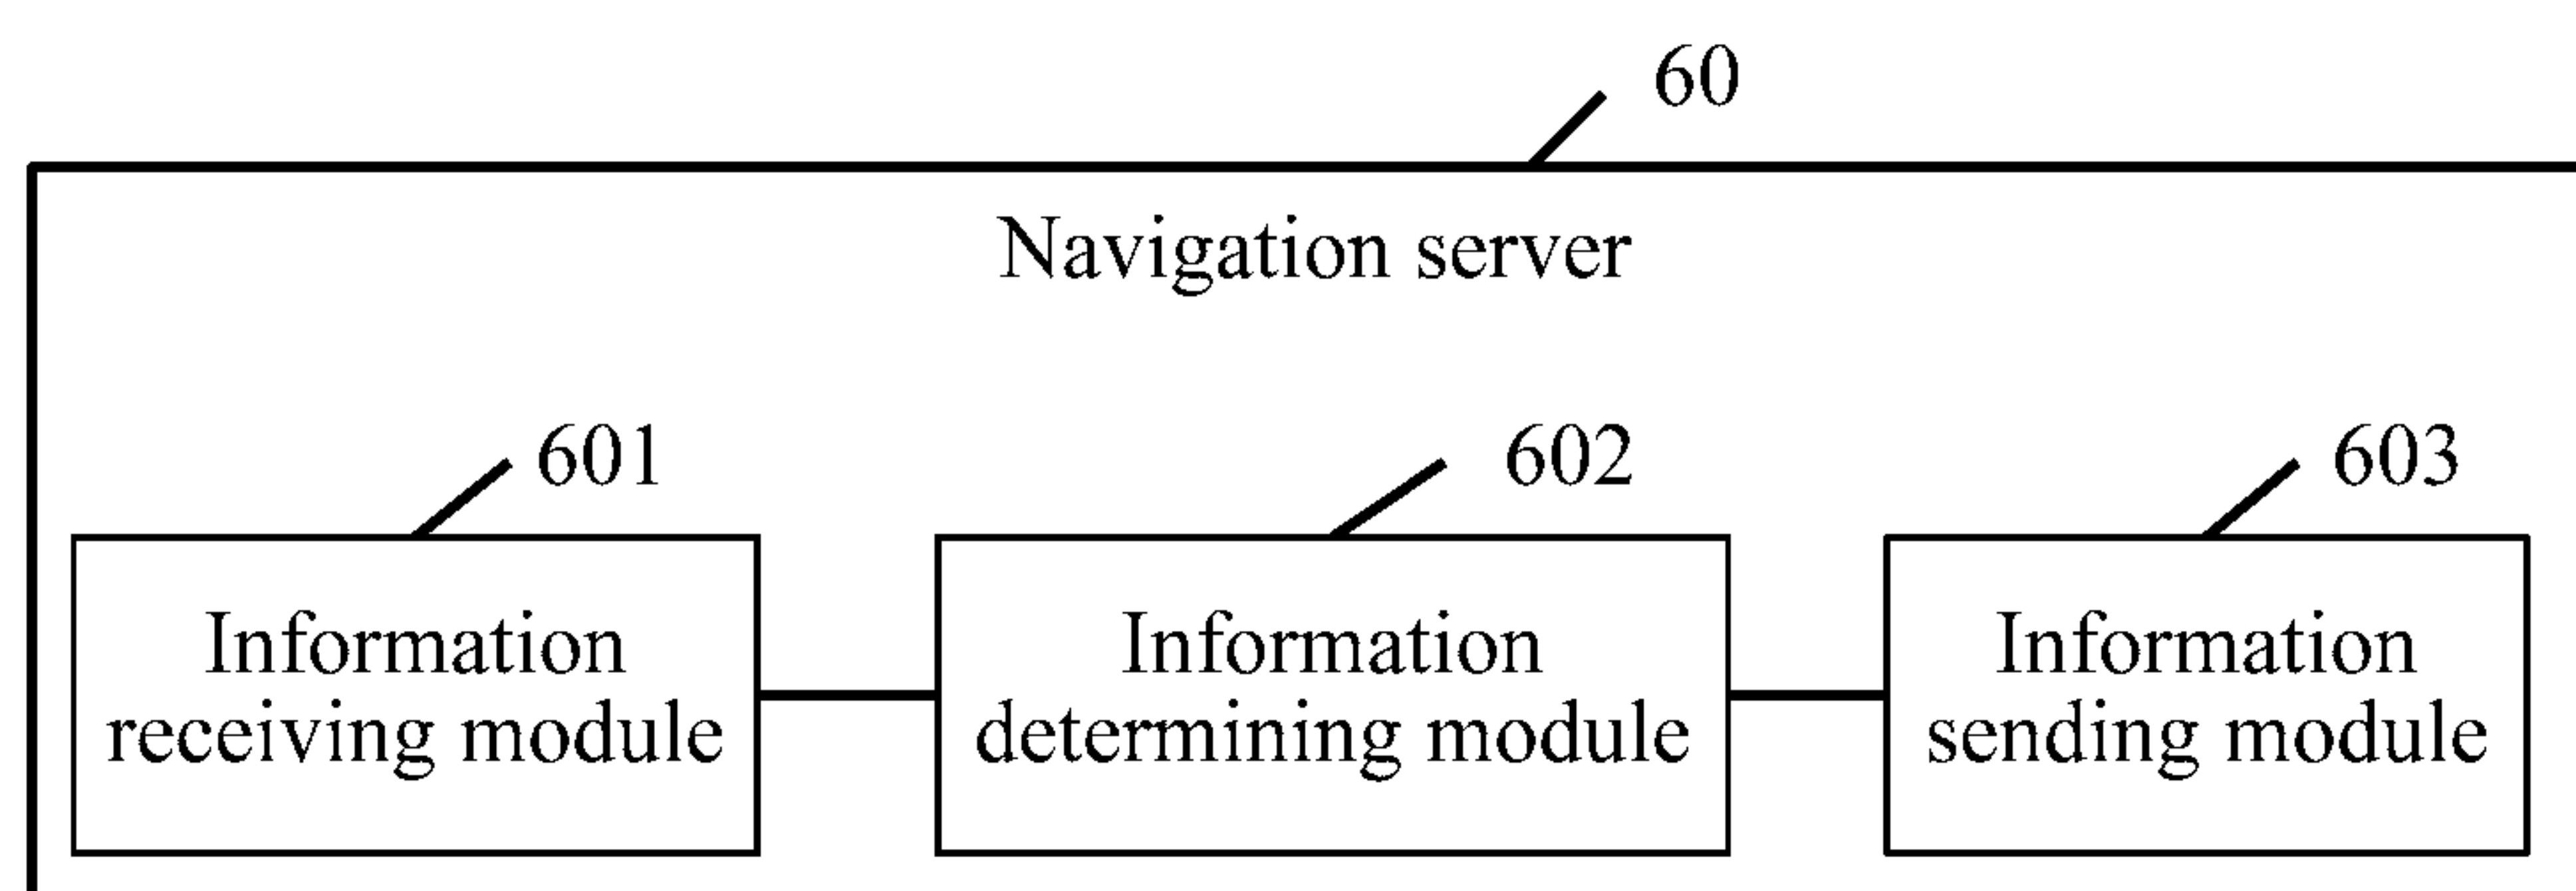 60
Navigation server
601
602
603
Information
receiving module
Information
determining module
Information
sending module